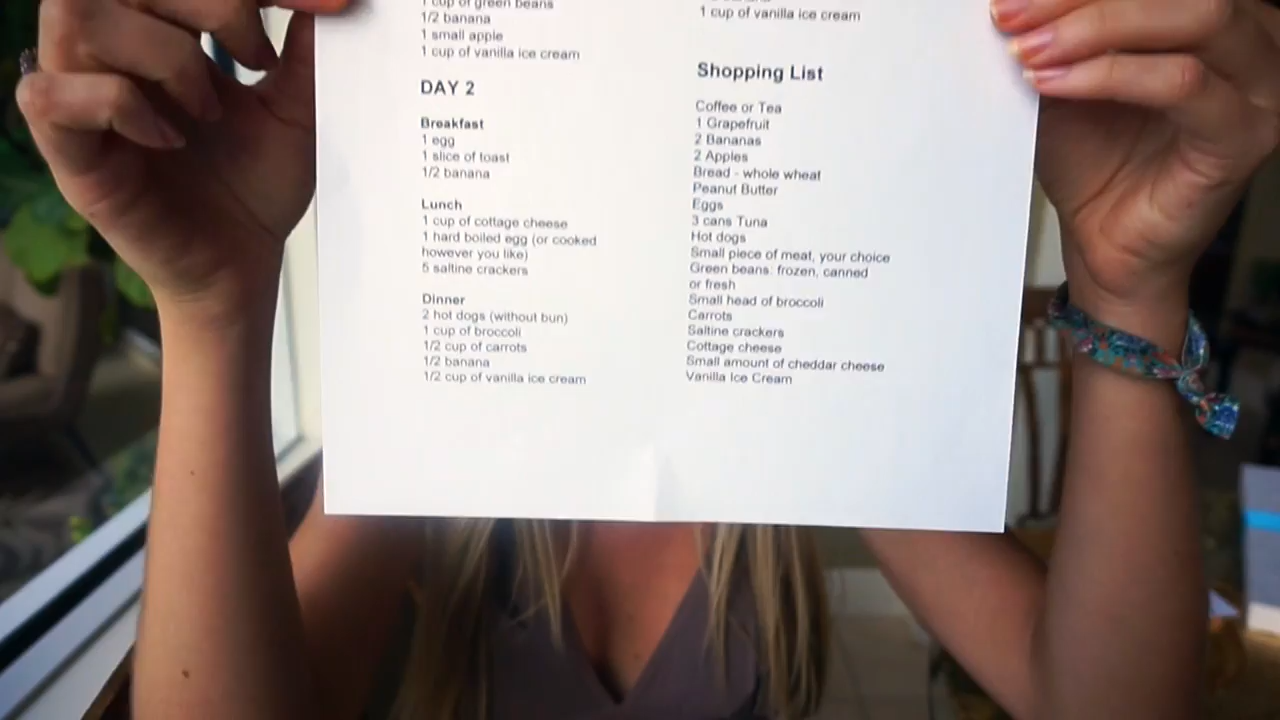 1 cup of green beans
1/2 banana
1 small apple
1 cup of vanilla ice cream
DAY 2
Breakfast
1 egg
1 slice of toast
1/2 banana
Lunch
1 cup of cottage cheese
1 hard boiled egg (or cooked
however you like)
5 saltine crackers
Dinner
2 hot dogs (without bun)
1 cup of broccoli
1/2 cup of carrots
1/2 banana
1/2 cup of vanilla ice cream
1 cup of vanilla ice cream
Shopping List
Coffee or Tea
1 Grapefruit
2 Bananas
2 Apples
Bread - whole wheat
Peanut Butter
Eggs
3 cans Tuna
Hot dogs
Small piece of meat, your choice
Green beans: frozen, canned
or fresh
Small head of broccoli
Carrots
Saltine crackers
Cottage cheese
Small amount of cheddar cheese
Vanilla Ice Cream